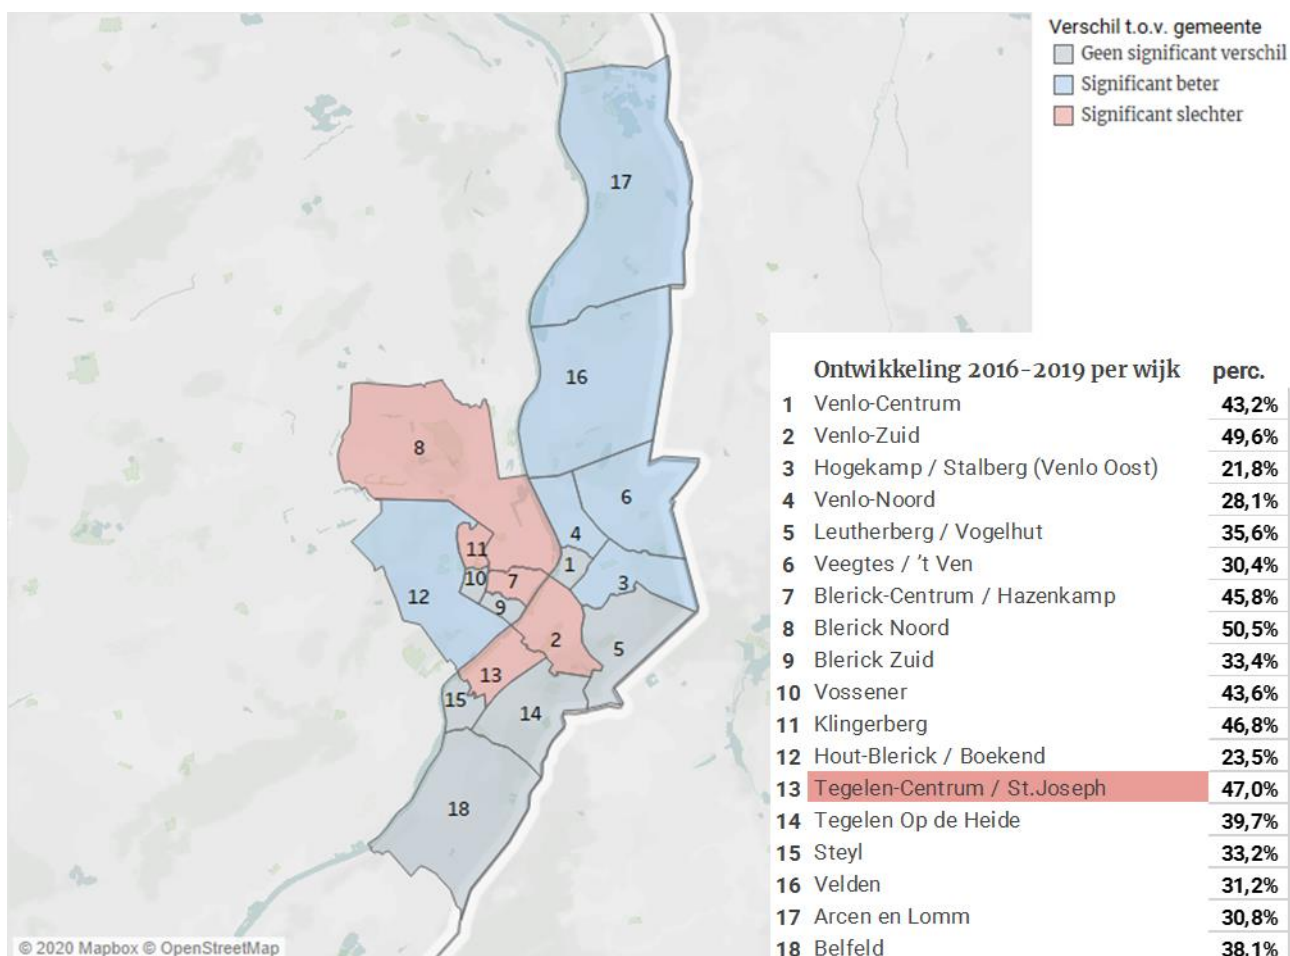 Verschil t.o.v. gemeente
Geen significant verschil
Significant beter
Significant slechter
17
16
8
6
4
11
1
10
7
3
12
9
2
5
13
15
14
18
Ontwikkeling 2016-2019 per wijk perc.
1 Venlo-Centrum 43,2%
2 Venlo-Zuid 49,6%
3 Hogekamp / Stalberg (Venlo Oost) 21,8%
4 Venlo-Noord 28,1%
5 Leutherberg / Vogelhut 35,6%
6 Veegtes / 't Ven 30,4%
7 Blerick-Centrum / Hazenkamp 45,8%
8 Blerick Noord 50,5%
9 Blerick Zuid 33,4%
10 Vossener 43,6%
11 Klingerberg 46,8%
12 Hout-Blerick / Boekend 23,5%
13 Tegelen-Centrum / St.Joseph 47,0%
14 Tegelen Op de Heide 39,7%
15 Steyl 33,2%
16 Velden 31,2%
17 Arcen en Lomm 30,8%
18 Belfeld 38,1%
© 2020 Mapbox © OpenStreetMap